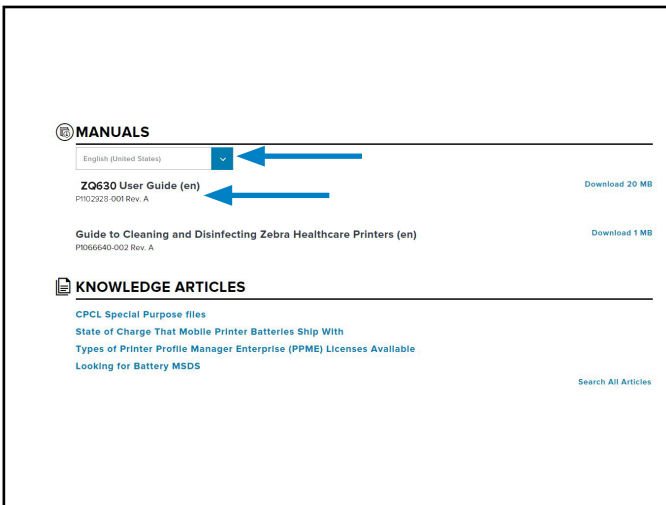 MANUALS
English (United States)
ZQ630 User Guide (en)
Download 20 MB
P1102928-001 Rev. A
Guide to Cleaning and Disinfecting Zebra Healthcare Printers (en)
Download 1 MB
P1066640-002 Rev. A
KNOWLEDGE ARTICLES
CPCL Special Purpose files
State of Charge That Mobile Printer Batteries Ship With
Types of Printer Profile Manager Enterprise (PPME) Licenses Available
Looking for Battery MSDS
Search All Articles